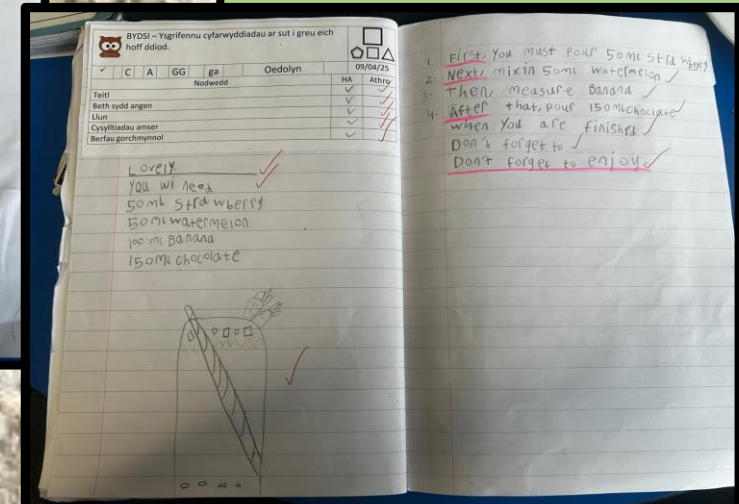 BYDSI – Ysgrifennu cyfarwyddiadau ar sut i greu eich
hoff ddiod.
09/04/25
✓ C A GG ga Oedolyn
Nodwedd HA Athro
Teitl
Beth sydd angen
Llun
Cysylltiadau amser
Berfau gorchmynnol
Lovely
You wi need
50mL Strawberry
50ml watermelon
100ml Banana
150ml chocolate
1. First, You must Pour 50mL Strawberry
2. Next, mix in 50ml watermelon
3. Then, measure Banana
4. After that, pour 150ml choclate
when You are finished
Don't forget to
Don't forget to enjoy